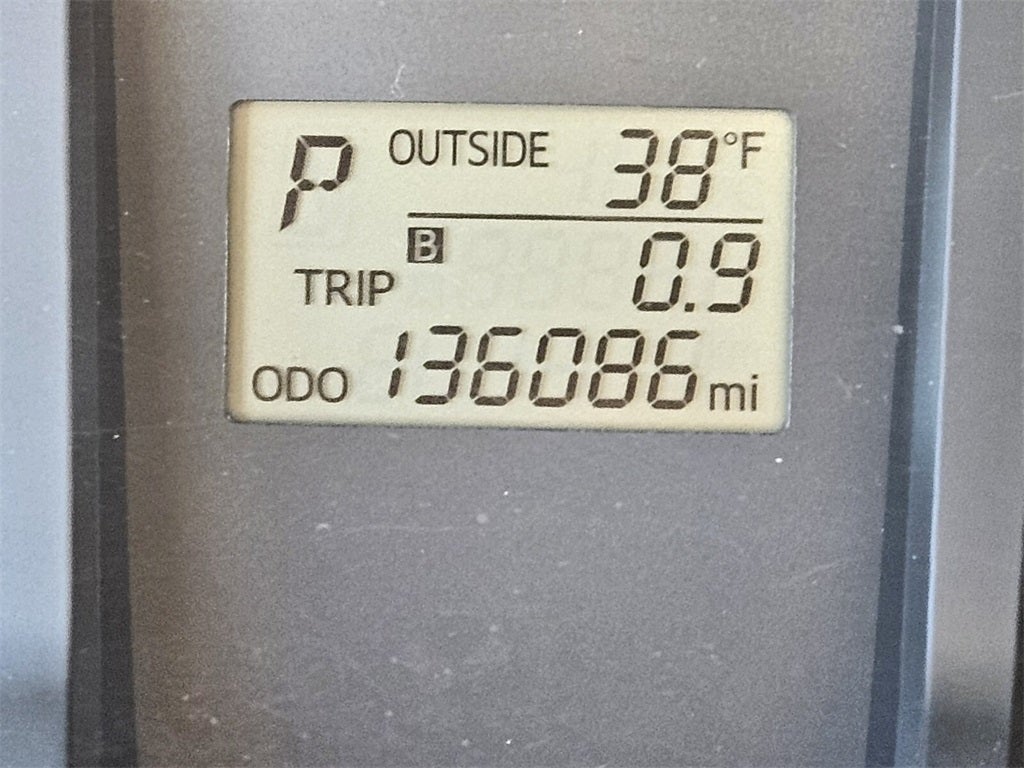 P OUTSIDE 38°F
B
TRIP 0.9
ODO 136086 mi